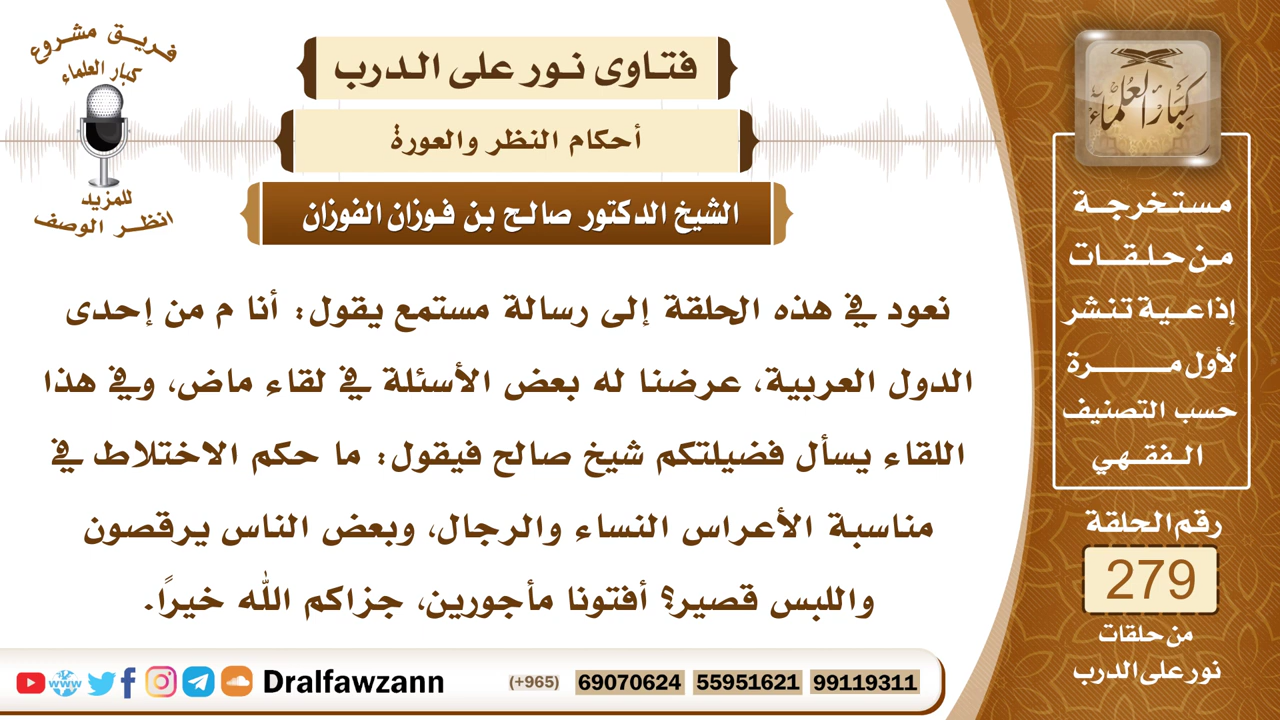 فريق مشروع
كبار العلماء
للمزيد
انظر الوصف
فتاوى نور على الدرب
أحكام النظر والعورة
الشيخ الدكتور صالح بن فوزان الفوزان
نعود في هذه الحلقة إلى رسالة مستمع يقول: أنا م من إحدى
الدول العربية، عرضنا له بعض الأسئلة في لقاء ماض، وفي هذا
اللقاء يسأل فضيلتكم شيخ صالح فيقول: ما حكم الاختلاط في
مناسبة الأعراس النساء والرجال، وبعض الناس يرقصون
واللبس قصير؟ أفتونا مأجورين، جزاكم الله خيرًا.
كبار العلماء
مستخرجة
من حلقات
إذاعية تنشر
لأول مرة
حسب التصنيف
الفقهي
رقم الحلقة
279
من حلقات
نور على الدرب
www
Dralfawzann
(+965) 69070624 55951621 99119311